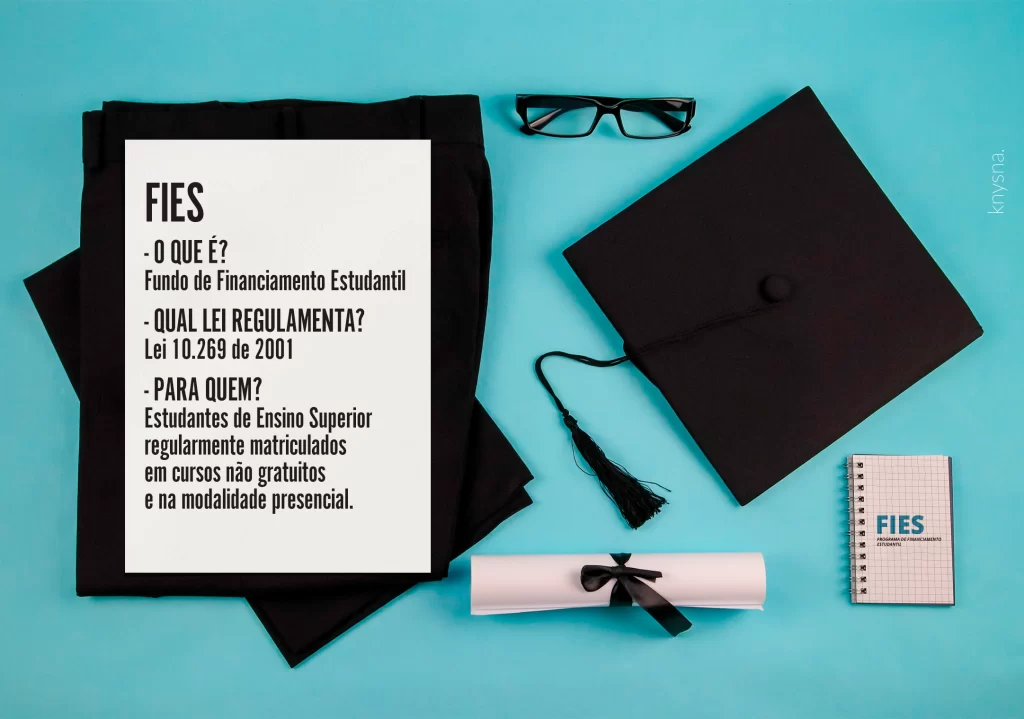 FIES
- O QUE É?
Fundo de Financiamento Estudantil
- QUAL LEI REGULAMENTA?
Lei 10.269 de 2001
- PARA QUEM?
Estudantes de Ensino Superior
regularmente matriculados
em cursos não gratuitos
e na modalidade presencial.
knysna.
FIES
PROGRAMA DE FINANCIAMENTO
ESTUDANTIL